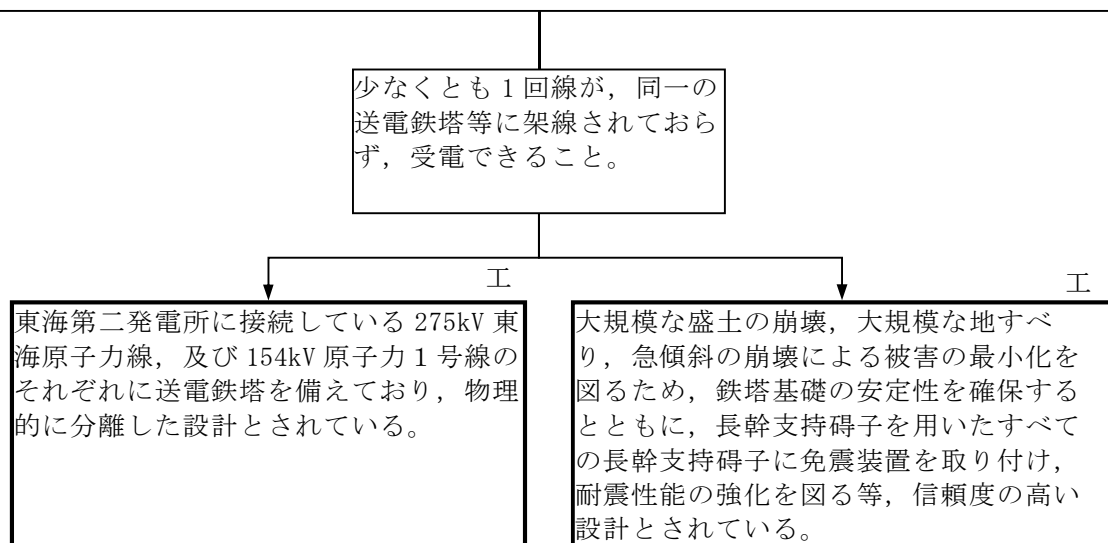 少なくとも１回線が，同一の
送電鉄塔等に架線されておら
ず，受電できること。
工
東海第二発電所に接続している 275kV 東
海原子力線，及び 154kV 原子力１号線の
それぞれに送電鉄塔を備えており，物理
的に分離した設計とされている。
工
大規模な盛土の崩壊，大規模な地すべ
り，急傾斜の崩壊による被害の最小化を
図るため，鉄塔基礎の安定性を確保する
とともに，長幹支持碍子を用いたすべて
の長幹支持碍子に免震装置を取り付け，
耐震性能の強化を図る等，信頼度の高い
設計とされている。